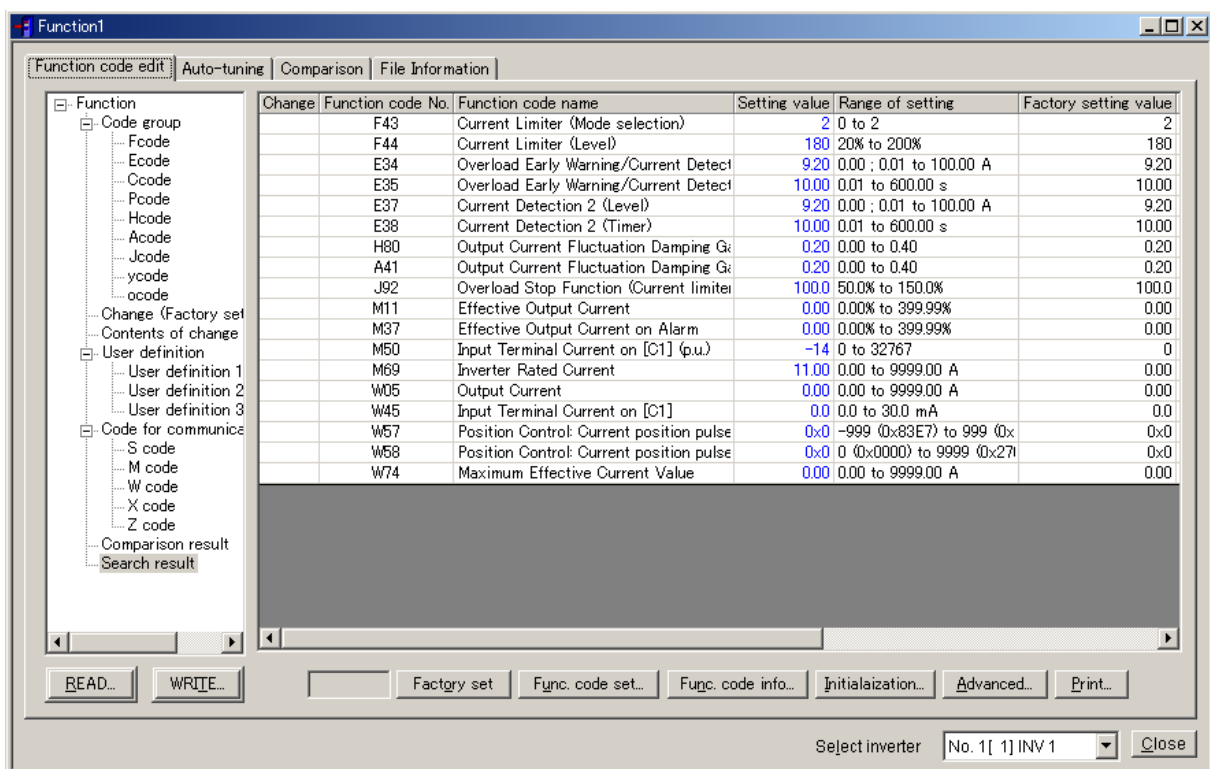 Function1
Function code edit Auto-tuning Comparison File Information
Function
Code group
Fcode
Ecode
Ccode
Pcode
Hcode
Acode
Jcode
ycode
ocode
Change (Factory set
Contents of change
User definition
User definition 1
User definition 2
User definition 3
Code for communica
S code
M code
W code
X code
Z code
Comparison result
Search result
Change Function code No. Function code name Setting value Range of setting Factory setting value
F43 Current Limiter (Mode selection) 2 0 to 2 2
F44 Current Limiter (Level) 180 20% to 200% 180
E34 Overload Early Warning/Current Detect 9.20 0.00 ; 0.01 to 100.00 A 9.20
E35 Overload Early Warning/Current Detect 10.00 0.01 to 600.00 s 10.00
E37 Current Detection 2 (Level) 9.20 0.00 ; 0.01 to 100.00 A 9.20
E38 Current Detection 2 (Timer) 10.00 0.01 to 600.00 s 10.00
H80 Output Current Fluctuation Damping Ga 0.20 0.00 to 0.40 0.20
A41 Output Current Fluctuation Damping Ga 0.20 0.00 to 0.40 0.20
J92 Overload Stop Function (Current limiter 100.0 50.0% to 150.0% 100.0
M11 Effective Output Current 0.00 0.00% to 399.99% 0.00
M37 Effective Output Current on Alarm 0.00 0.00% to 399.99% 0.00
M50 Input Terminal Current on [C1] (p.u.) -14 0 to 32767 0
M69 Inverter Rated Current 11.00 0.00 to 9999.00 A 0.00
W05 Output Current 0.00 0.00 to 9999.00 A 0.00
W45 Input Terminal Current on [C1] 0.0 0.0 to 30.0 mA 0.0
W57 Position Control: Current position pulse 0x0 -999 (0x83E7) to 999 (0x 0x0
W58 Position Control: Current position pulse 0x0 0 (0x0000) to 9999 (0x270 0x0
W74 Maximum Effective Current Value 0.00 0.00 to 9999.00 A 0.00
READ... WRITE... Factory set Func. code set... Func. code info... Initialaization... Advanced... Print...
Select inverter No. 1[ 1] INV 1 Close